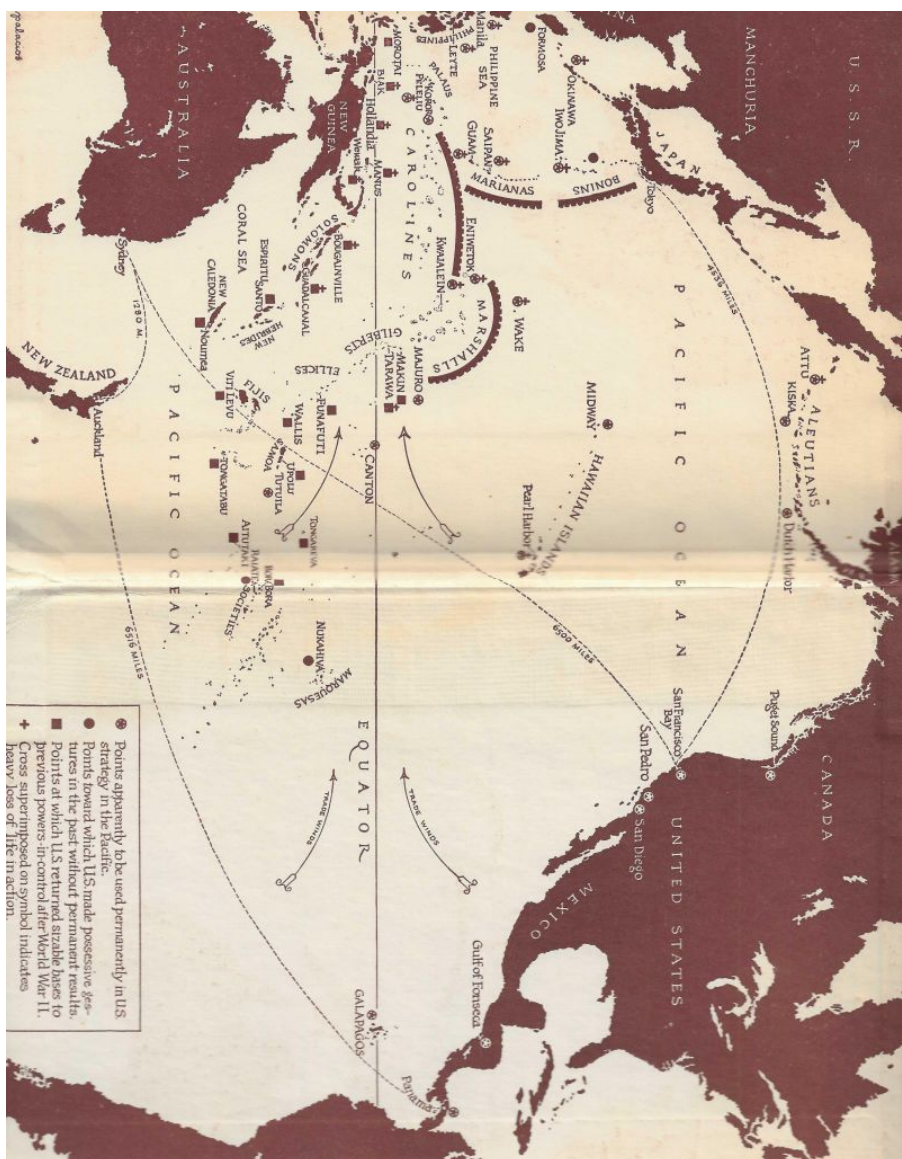 U.S.S.R.
MANCHURIA
CANADA
JAPAN
Tokyo
ATTU
KISKA
ALEUTIANS
Dutch Harbor
Puget Sound
4536 MILES
PACIFIC OCEAN
San Francisco
Bay
UNITED STATES
San Pedro
San Diego
FORMOSA
OKINAWA
IWO JIMA
BONINS
MIDWAY
HAWAIIAN ISLANDS
Pearl Harbor
6500 MILES
MEXICO
Manila
PHILIPPINES
LEYTE
PHILIPPINE
SEA
SAIPAN
GUAM
MARIANAS
WAKE
Gulf of Fonseca
PALAUS
KOROR
PELELIU
CAROLINES
ENIWETOK
KWAJALEIN
MARSHALLS
MAJURO
MAKIN
TARAWA
GILBERTS
TRADE WINDS
Panama
MOROTAI
BIAK
Hollandia
MANUS
CANTON
EQUATOR
GALAPAGOS
NEW
GUINEA
Wewak
BOUGAINVILLE
SOLOMONS
GUADALCANAL
ELLICES
FUNAFUTI
WALLIS
UPOLU
TUTUILA
SAMOA
TONGAREVA
NUKAHIVA
MARQUESAS
CORAL SEA
ESPIRITU
SANTO
NEW
HEBRIDES
NEW
CALEDONIA
Noumea
FIJIS
VITI
LEVU
TONGATABU
AITUTAKI
RAIATEA
BORA BORA
SOCIETIES
AUSTRALIA
Sydney
1280 M.
PACIFIC OCEAN
6516 MILES
NEW ZEALAND
Auckland
Points apparently to be used permanently in U.S.
strategy in the Pacific.
Points toward which U.S. made possessive ges-
tures in the past without permanent results.
Points at which U.S. returned sizable bases to
previous powers-in-control after World War II.
Cross superimposed on symbol indicates
heavy loss of life in action.
palacios